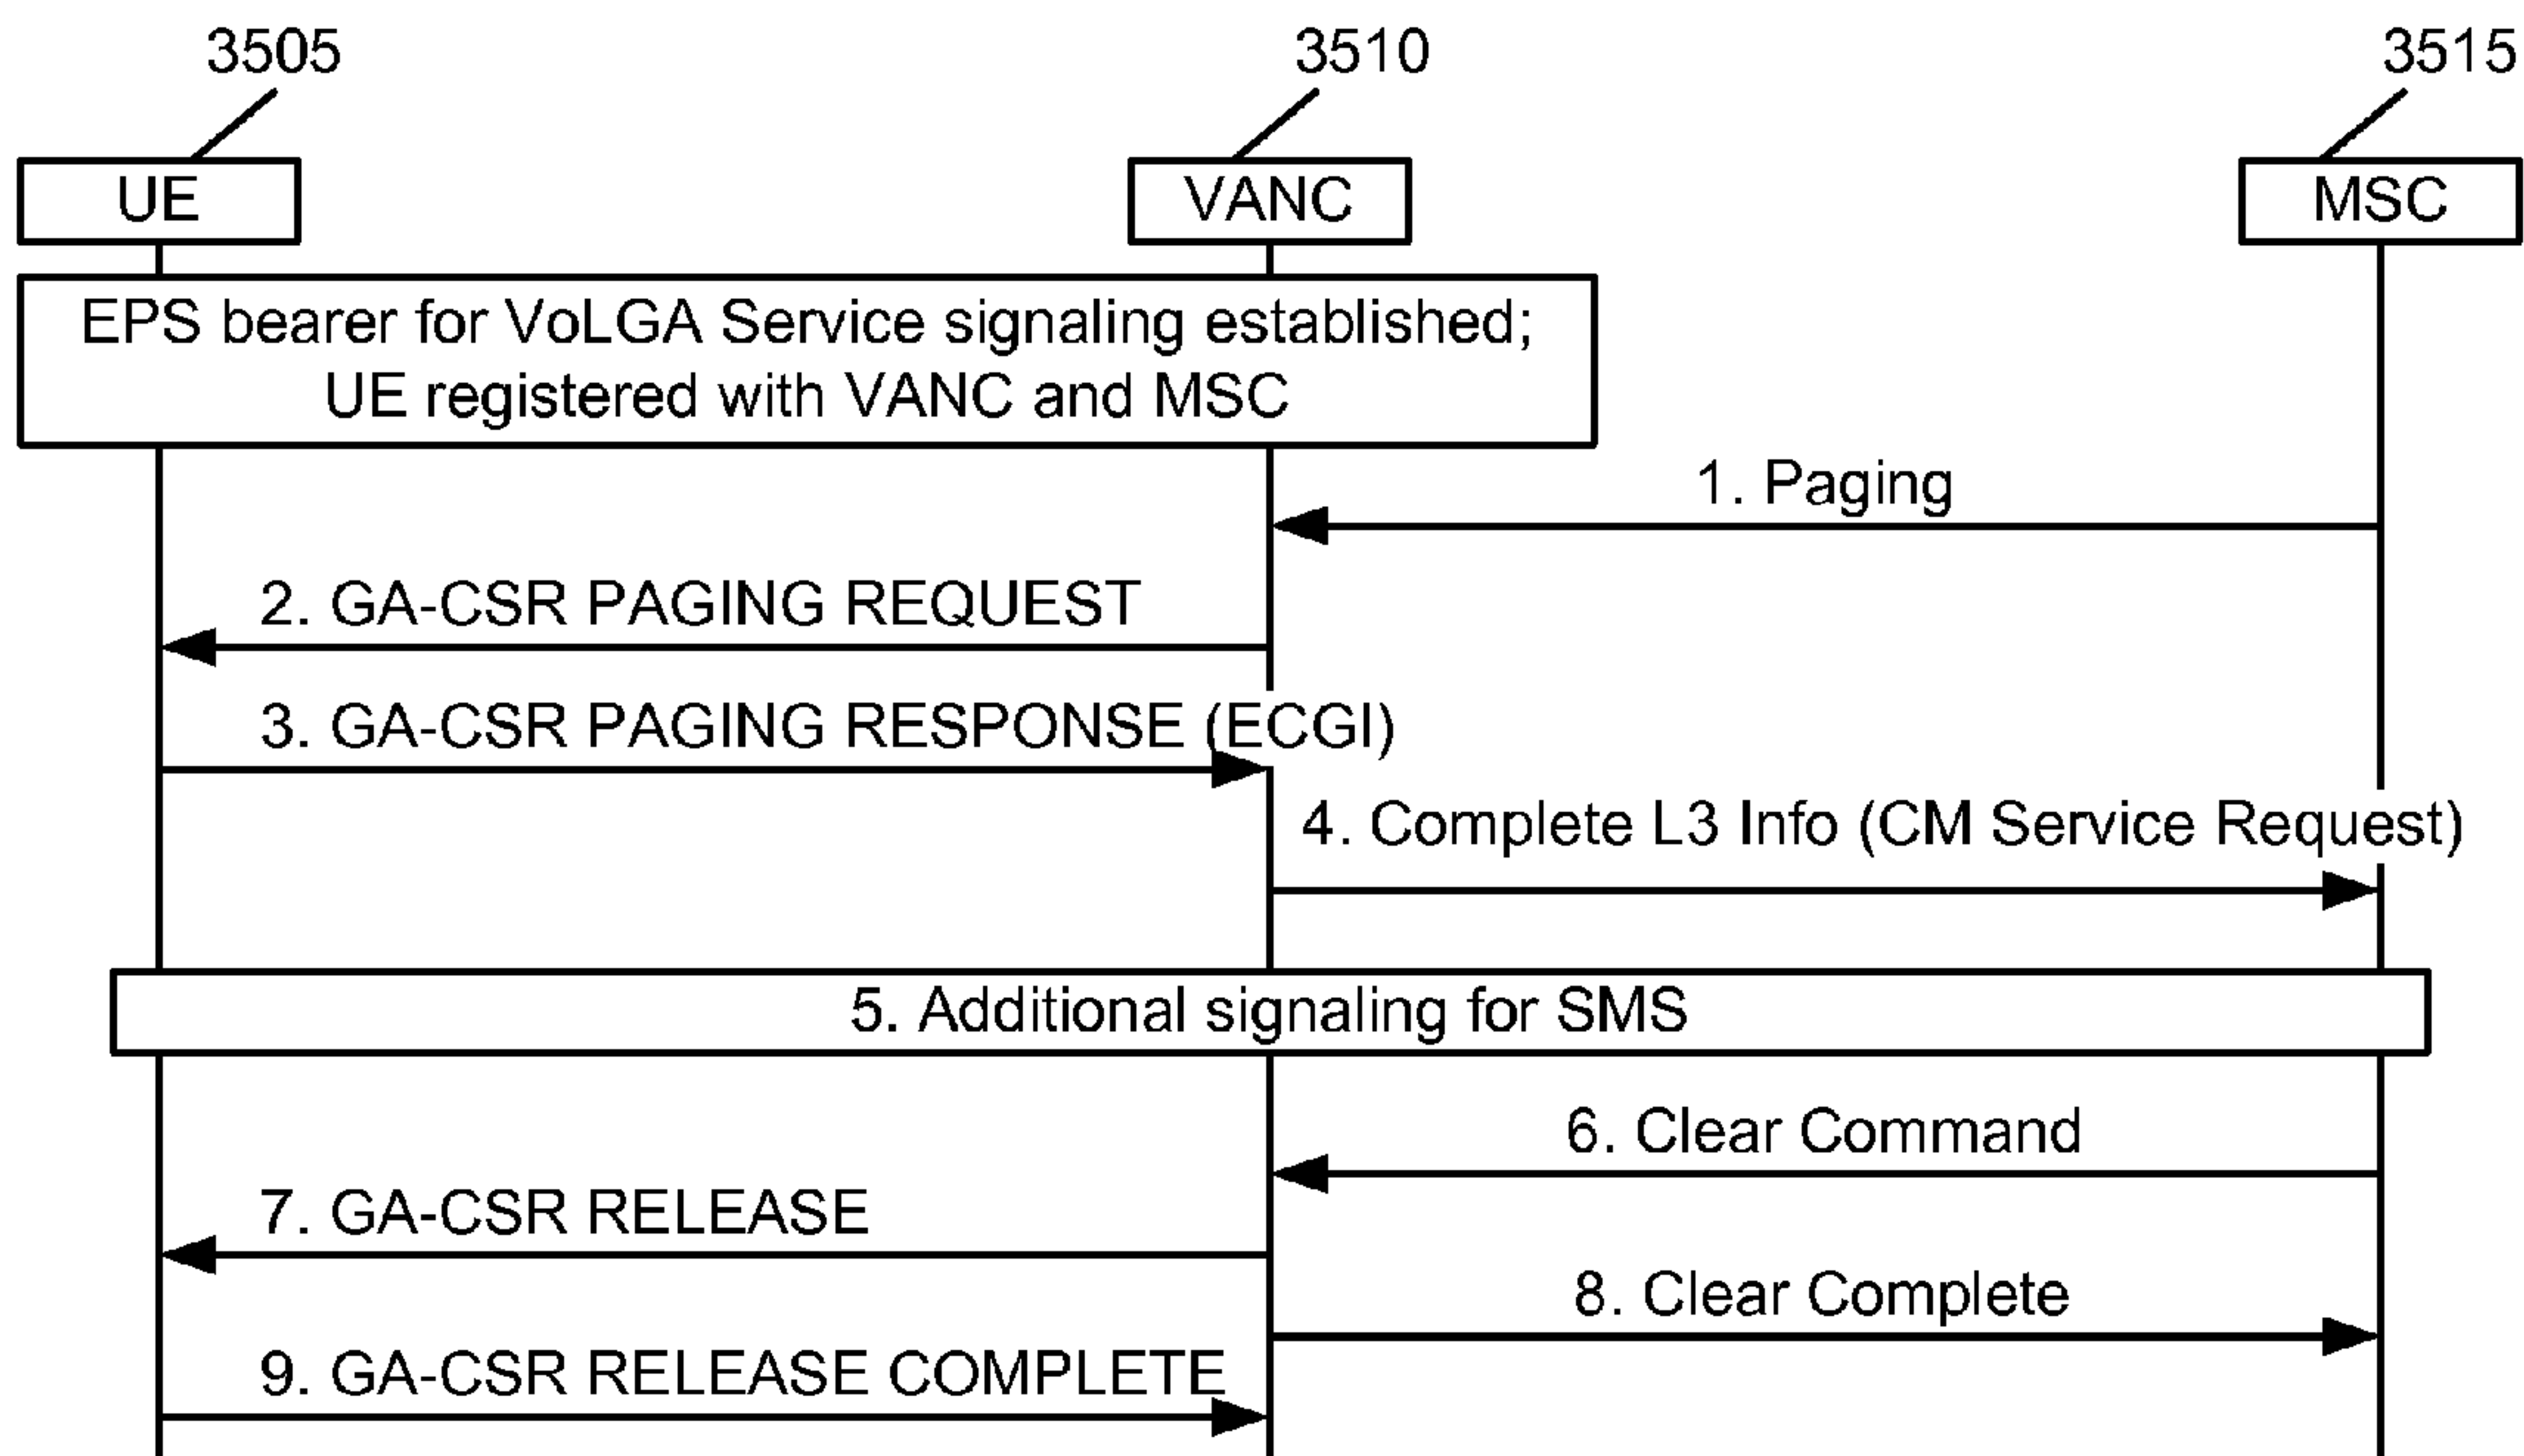 3505
3510
3515
UE
VANC
MSC
EPS bearer for VoLGA Service signaling established;
UE registered with VANC and MSC
1. Paging
2. GA-CSR PAGING REQUEST
3. GA-CSR PAGING RESPONSE (ECGI)
4. Complete L3 Info (CM Service Request)
5. Additional signaling for SMS
6. Clear Command
7. GA-CSR RELEASE
8. Clear Complete
9. GA-CSR RELEASE COMPLETE